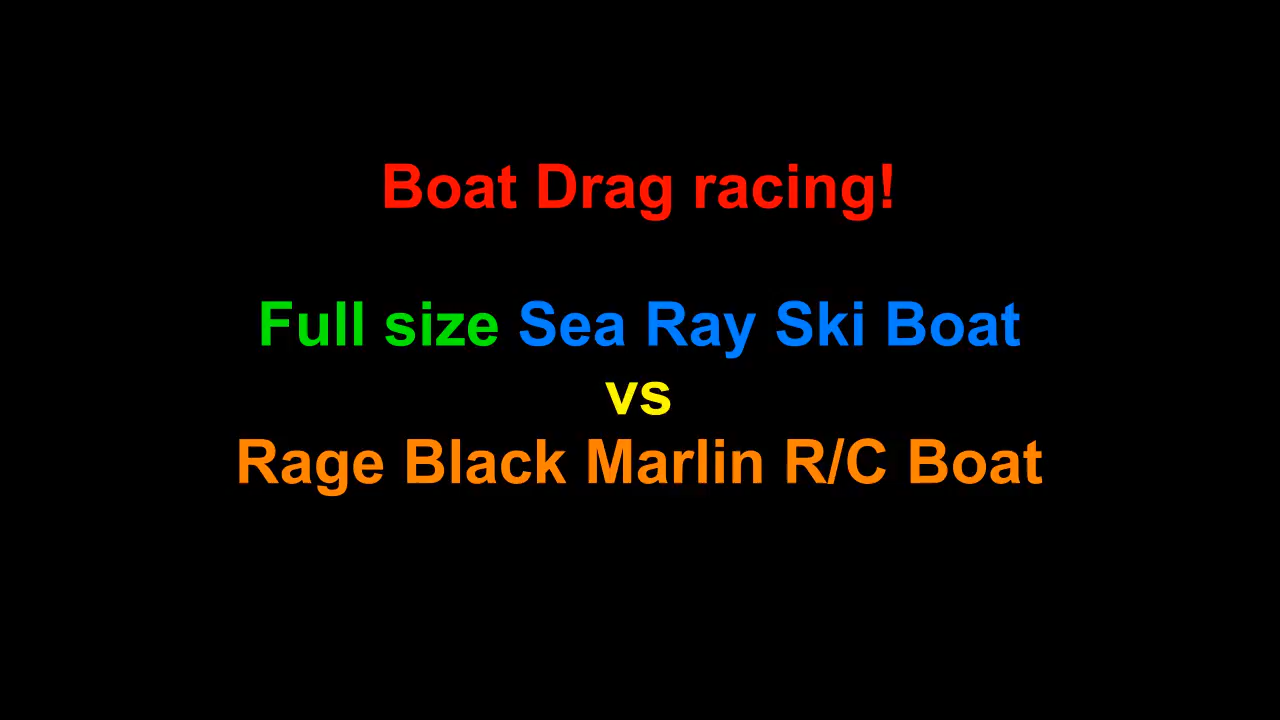 Boat Drag racing!
Full size Sea Ray Ski Boat
vs
Rage Black Marlin R/C Boat